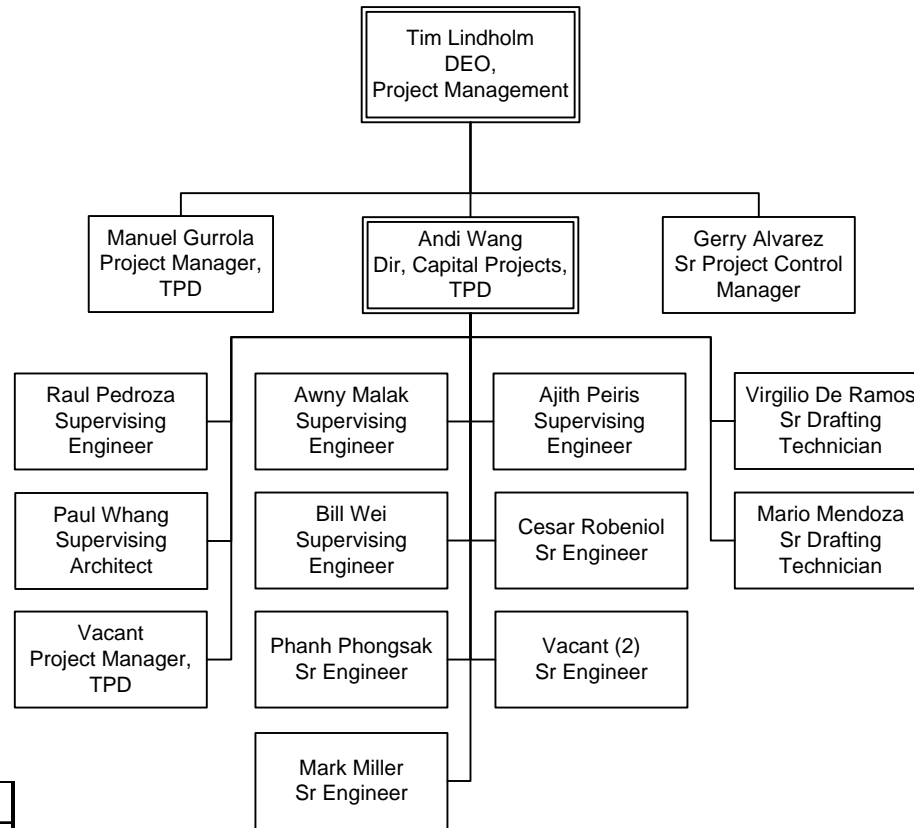 Tim Lindholm
DEO,
Project Management
Manuel Gurrola
Project Manager,
TPD
Andi Wang
Dir, Capital Projects,
TPD
Gerry Alvarez
Sr Project Control
Manager
Raul Pedroza
Supervising
Engineer
Awny Malak
Supervising
Engineer
Ajith Peiris
Supervising
Engineer
Virgilio De Ramos
Sr Drafting
Technician
Paul Whang
Supervising
Architect
Bill Wei
Supervising
Engineer
Cesar Robeniol
Sr Engineer
Mario Mendoza
Sr Drafting
Technician
Vacant
Project Manager,
TPD
Phanh Phongsak
Sr Engineer
Vacant (2)
Sr Engineer
Mark Miller
Sr Engineer